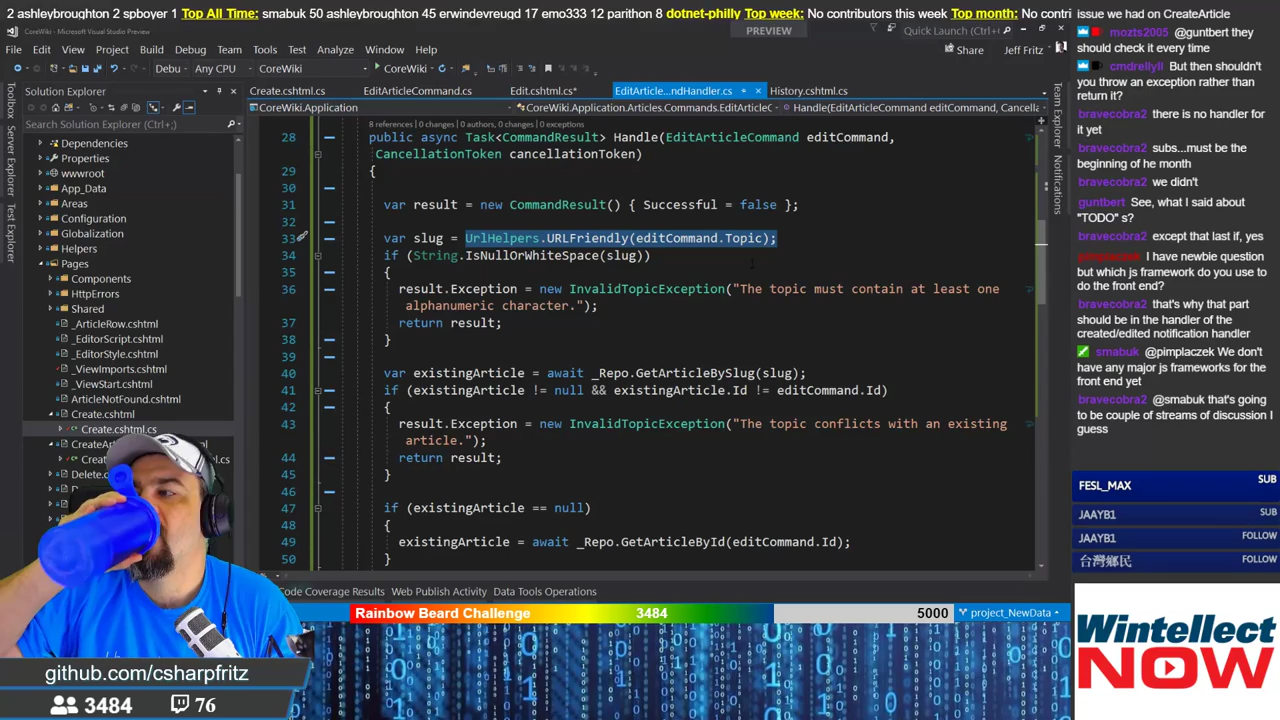 2 ashleybroughton 2 spboyer 1 Top All Time: smabuk 50 ashleybroughton 45 erwindevreugd 17 emo333 12 parithon 8 dotnet-philly Top week: No contributors this week Top month: No contri
CoreWiki - Microsoft Visual Studio Preview
PREVIEW
Quick Launch (Ctrl+
File Edit View Project Build Debug Team Tools Test Analyze Window Help
Share
Jeff Fritz
Debug Any CPU CoreWiki CoreWiki
Toolbox
Server Explorer
Test Explorer
Solution Explorer
Search Solution Explorer (Ctrl+;)
Dependencies
Properties
wwwroot
App_Data
Areas
Configuration
Globalization
Helpers
Pages
Components
HttpErrors
Shared
_ArticleRow.cshtml
_EditorScript.cshtml
_EditorStyle.cshtml
_ViewImports.cshtml
_ViewStart.cshtml
ArticleNotFound.cshtml
Create.cshtml
Create.cshtml.cs
CreateAr
Delete.c
Create.cshtml.cs EditArticleCommand.cs Edit.cshtml.cs* EditArticle...ndHandler.cs History.cshtml.cs
CoreWiki.Application CoreWiki.Application.Articles.Commands.EditArticleC Handle(EditArticleCommand editCommand, Cancella
8 references | 0 changes | 0 authors, 0 changes | 0 exceptions
28 public async Task<CommandResult> Handle(EditArticleCommand editCommand,
CancellationToken cancellationToken)
29 {
30
31 var result = new CommandResult() { Successful = false };
32
33 var slug = UrlHelpers.URLFriendly(editCommand.Topic);
34 if (String.IsNullOrWhiteSpace(slug))
35 {
36 result.Exception = new InvalidTopicException("The topic must contain at least one
alphanumeric character.");
37 return result;
38 }
39
40 var existingArticle = await _Repo.GetArticleBySlug(slug);
41 if (existingArticle != null && existingArticle.Id != editCommand.Id)
42 {
43 result.Exception = new InvalidTopicException("The topic conflicts with an existing
article.");
44 return result;
45 }
46
47 if (existingArticle == null)
48 {
49 existingArticle = await _Repo.GetArticleById(editCommand.Id);
50 }
Team Explorer
Notifications
Code Coverage Results Web Publish Activity Data Tools Operations
Rainbow Beard Challenge 3484 5000
project_NewData
issue we had on CreateArticle
mozts2005 @guntbert they
should check it every time
cmdrellyll But then shouldn't
you throw an exception rather than
return it?
bravecobra2 there is no handler for
it yet
bravecobra2 subs...must be the
beginning of he month
bravecobra2 we didn't
guntbert See, what I said about
"TODO" s?
bravecobra2 except that last if, yes
pimplaczek I have newbie question
but which js framework do you use to
do the front end?
bravecobra2 that's why that part
should be in the handler of the
created/edited notification handler
smabuk @pimplaczek We don't
have any major js frameworks for the
front end yet
bravecobra2 @smabuk that's going
to be couple of streams of discussion I
guess
FESL_MAX SUB
JAAYB1 SUB
JAAYB1 FOLLOW
台灣鄉民 FOLLOW
github.com/csharpfritz
3484 76
Wintellect
NOW